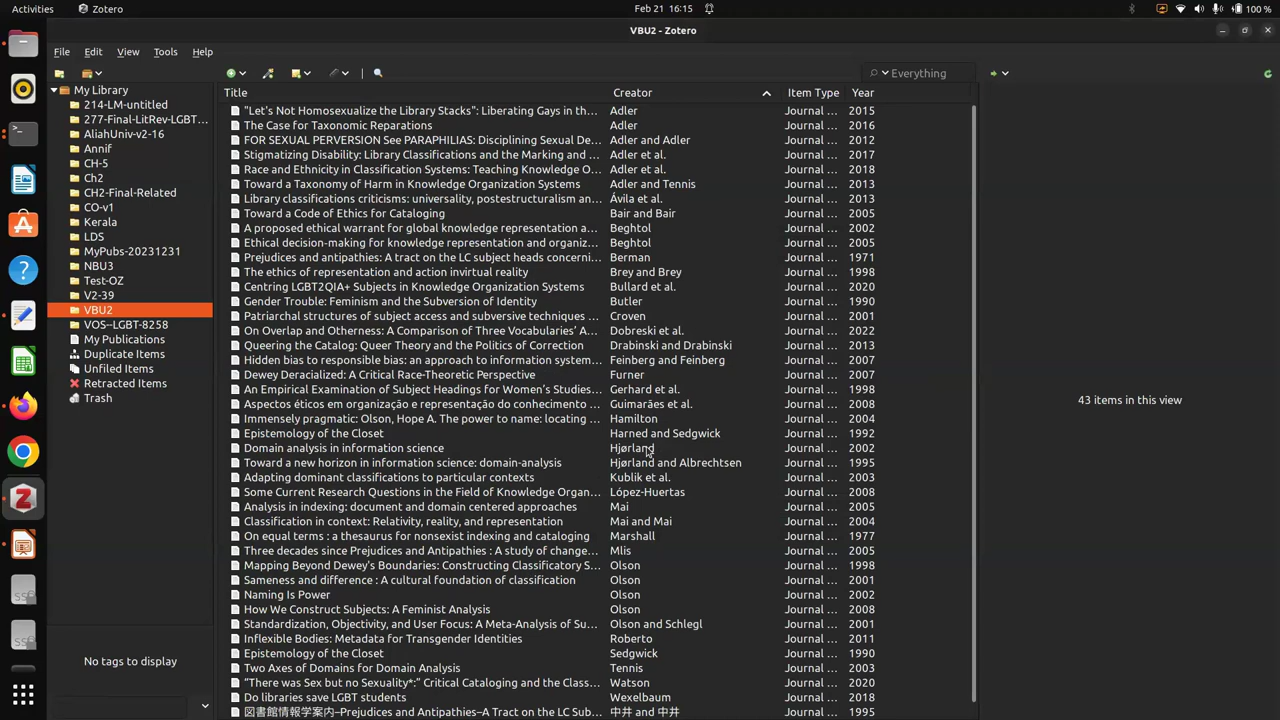 Activities Zotero Feb 21 16:15 100 %
VBU2 - Zotero
File Edit View Tools Help
Everything
My Library
214-LM-untitled
277-Final-LitRev-LGBT...
AliahUniv-v2-16
Annif
CH-5
Ch2
CH2-Final-Related
CO-v1
Kerala
LDS
MyPubs-20231231
NBU3
Test-OZ
V2-39
VBU2
VOS--LGBT-8258
My Publications
Duplicate Items
Unfiled Items
Retracted Items
Trash
No tags to display
Title Creator Item Type Year
"Let's Not Homosexualize the Library Stacks": Liberating Gays in th... Adler Journal ... 2015
The Case for Taxonomic Reparations Adler Journal ... 2016
FOR SEXUAL PERVERSION See PARAPHILIAS: Disciplining Sexual De... Adler and Adler Journal ... 2012
Stigmatizing Disability: Library Classifications and the Marking and ... Adler et al. Journal ... 2017
Race and Ethnicity in Classification Systems: Teaching Knowledge O... Adler et al. Journal ... 2018
Toward a Taxonomy of Harm in Knowledge Organization Systems Adler and Tennis Journal ... 2013
Library classifications criticisms: universality, postestructuralism an... Ávila et al. Journal ... 2013
Toward a Code of Ethics for Cataloging Bair and Bair Journal ... 2005
A proposed ethical warrant for global knowledge representation a... Beghtol Journal ... 2002
Ethical decision-making for knowledge representation and organiz... Beghtol Journal ... 2005
Prejudices and antipathies: A tract on the LC subject heads concerni... Berman Journal ... 1971
The ethics of representation and action invirtual reality Brey and Brey Journal ... 1998
Centring LGBT2QIA+ Subjects in Knowledge Organization Systems Bullard et al. Journal ... 2020
Gender Trouble: Feminism and the Subversion of Identity Butler Journal ... 1990
Patriarchal structures of subject access and subversive techniques ... Croven Journal ... 2001
On Overlap and Otherness: A Comparison of Three Vocabularies' A... Dobreski et al. Journal ... 2022
Queering the Catalog: Queer Theory and the Politics of Correction Drabinski and Drabinski Journal ... 2013
Hidden bias to responsible bias: an approach to information system... Feinberg and Feinberg Journal ... 2007
Dewey Deracialized: A Critical Race-Theoretic Perspective Furner Journal ... 2007
An Empirical Examination of Subject Headings for Women's Studies... Gerhard et al. Journal ... 1998
Aspectos éticos em organização e representação do conhecimento ... Guimarães et al. Journal ... 2008
Immensely pragmatic: Olson, Hope A. The power to name: locating ... Hamilton Journal ... 2004
Epistemology of the Closet Harned and Sedgwick Journal ... 1992
Domain analysis in information science Hjørland Journal ... 2002
Toward a new horizon in information science: domain-analysis Hjørland and Albrechtsen Journal ... 1995
Adapting dominant classifications to particular contexts Kublik et al. Journal ... 2003
Some Current Research Questions in the Field of Knowledge Organ... López-Huertas Journal ... 2008
Analysis in indexing: document and domain centered approaches Mai Journal ... 2005
Classification in context: Relativity, reality, and representation Mai and Mai Journal ... 2004
On equal terms : a thesaurus for nonsexist indexing and cataloging Marshall Journal ... 1977
Three decades since Prejudices and Antipathies : A study of change... Mlis Journal ... 2005
Mapping Beyond Dewey's Boundaries: Constructing Classificatory S... Olson Journal ... 1998
Sameness and difference : A cultural foundation of classification Olson Journal ... 2001
Naming Is Power Olson Journal ... 2002
How We Construct Subjects: A Feminist Analysis Olson Journal ... 2008
Standardization, Objectivity, and User Focus: A Meta-Analysis of Su... Olson and Schlegl Journal ... 2001
Inflexible Bodies: Metadata for Transgender Identities Roberto Journal ... 2011
Epistemology of the Closet Sedgwick Journal ... 1990
Two Axes of Domains for Domain Analysis Tennis Journal ... 2003
"There was Sex but no Sexuality*:" Critical Cataloging and the Class... Watson Journal ... 2020
Do libraries save LGBT students Wexelbaum Journal ... 2018
図書館情報学案内–Prejudices and Antipathies–A Tract on the LC Sub... 中井 and 中井 Journal ... 1995
43 items in this view